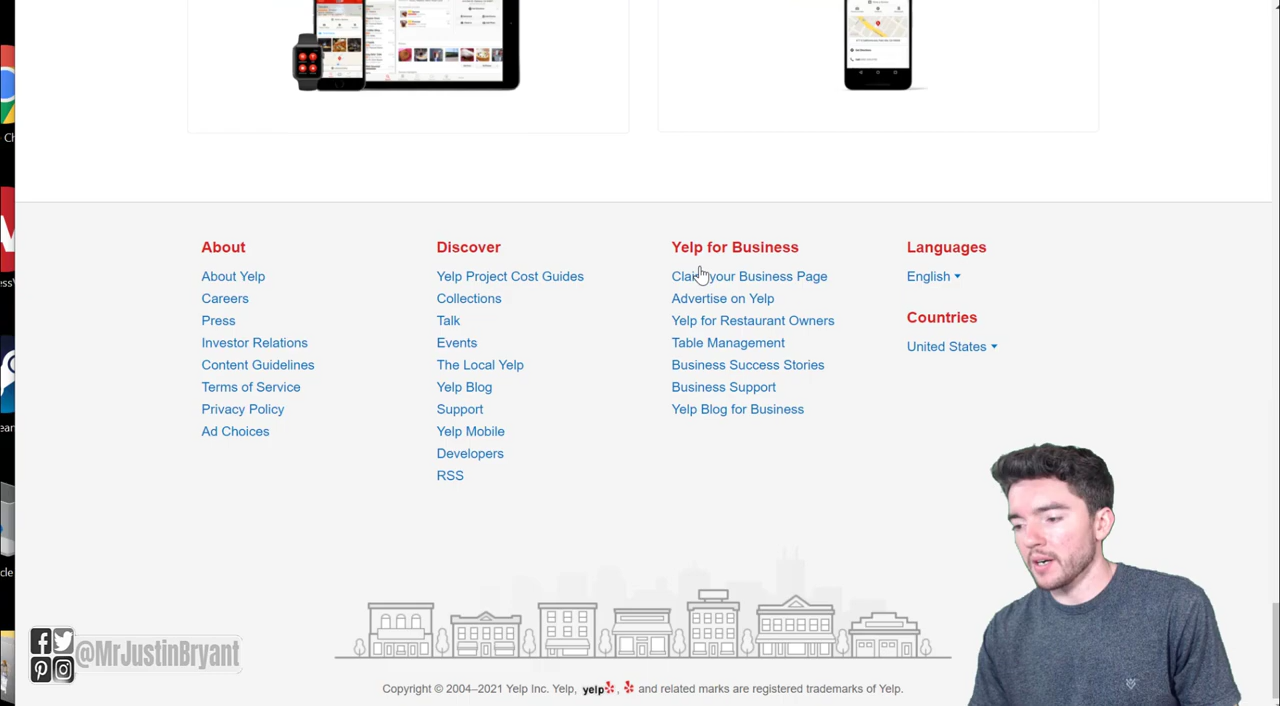 About
About Yelp
Careers
Press
Investor Relations
Content Guidelines
Terms of Service
Privacy Policy
Ad Choices
Discover
Yelp Project Cost Guides
Collections
Talk
Events
The Local Yelp
Yelp Blog
Support
Yelp Mobile
Developers
RSS
Yelp for Business
Claim your Business Page
Advertise on Yelp
Yelp for Restaurant Owners
Table Management
Business Success Stories
Business Support
Yelp Blog for Business
Languages
English
Countries
United States
@MrJustinBryant
Copyright © 2004–2021 Yelp Inc. Yelp, yelp, and related marks are registered trademarks of Yelp.